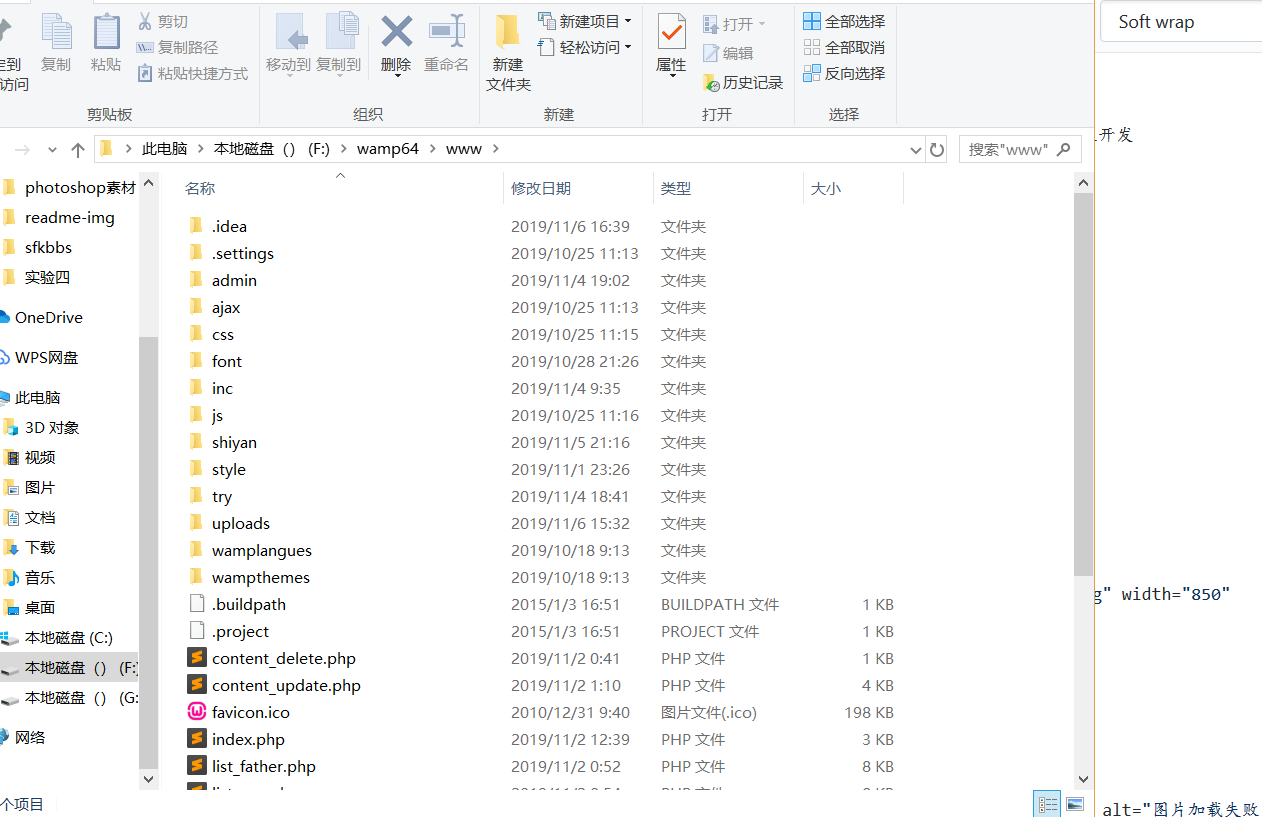 剪切
Soft wrap
复制路径
粘贴快捷方式
复制
粘贴
访问
剪贴板
移动到
复制到
删除
重命名
组织
新建项目
轻松访问
新建
文件夹
新建
属性
打开
编辑
历史记录
打开
全部选择
全部取消
反向选择
选择
开发
此电脑 本地磁盘 () (F:) wamp64 www
搜索"www"
photoshop素材
readme-img
sfkbbs
实验四
OneDrive
WPS网盘
此电脑
3D 对象
视频
图片
文档
下载
音乐
桌面
本地磁盘 (C:)
本地磁盘 () (F:)
本地磁盘 () (G:
网络
名称 修改日期 类型 大小
.idea 2019/11/6 16:39 文件夹
.settings 2019/10/25 11:13 文件夹
admin 2019/11/4 19:02 文件夹
ajax 2019/10/25 11:13 文件夹
css 2019/10/25 11:15 文件夹
font 2019/10/28 21:26 文件夹
inc 2019/11/4 9:35 文件夹
js 2019/10/25 11:16 文件夹
shiyan 2019/11/5 21:16 文件夹
style 2019/11/1 23:26 文件夹
try 2019/11/4 18:41 文件夹
uploads 2019/11/6 15:32 文件夹
wamplangues 2019/10/18 9:13 文件夹
wampthemes 2019/10/18 9:13 文件夹
.buildpath 2015/1/3 16:51 BUILDPATH 文件 1 KB
.project 2015/1/3 16:51 PROJECT 文件 1 KB
content_delete.php 2019/11/2 0:41 PHP 文件 1 KB
content_update.php 2019/11/2 1:10 PHP 文件 4 KB
favicon.ico 2010/12/31 9:40 图片文件(.ico) 198 KB
index.php 2019/11/2 12:39 PHP 文件 3 KB
list_father.php 2019/11/2 0:52 PHP 文件 8 KB
g" width="850"
个项目
alt="图片加载失败